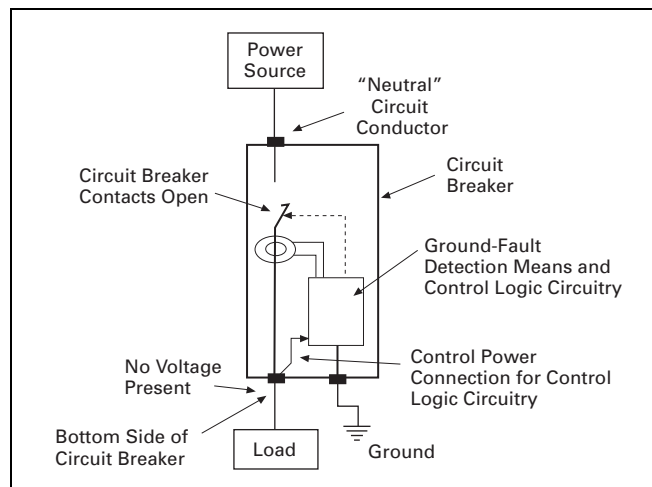 Power
Source
“Neutral”
Circuit
Conductor
Circuit Breaker
Contacts Open
Circuit
Breaker
Ground-Fault
Detection Means and
Control Logic Circuitry
No Voltage
Present
Control Power
Connection for Control
Logic Circuitry
Bottom Side of
Circuit Breaker
Load
Ground